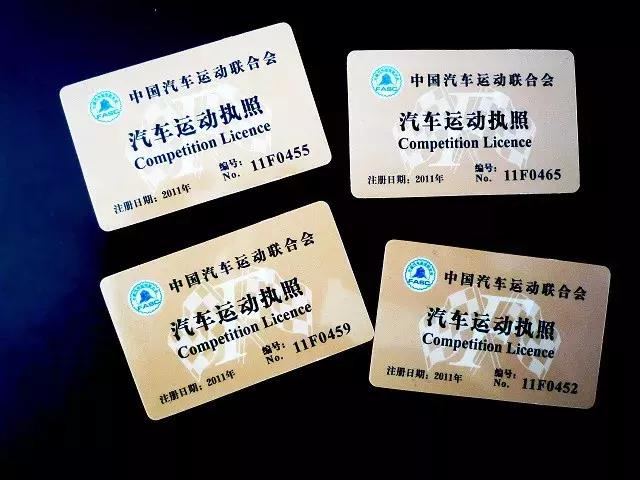 中国汽车运动联合会
FASC
汽车运动执照
Competition Licence
编号:
No. 11F0455
注册日期: 2011年
中国汽车运动联合会
FASC
汽车运动执照
Competition Licence
编号:
No. 11F0465
注册日期: 2011年
中国汽车运动联合会
FASC
汽车运动执照
Competition Licence
编号:
No. 11F0459
注册日期: 2011年
中国汽车运动联合会
FASC
汽车运动执照
Competition Licence
编号:
No. 11F0452
注册日期: 2011年